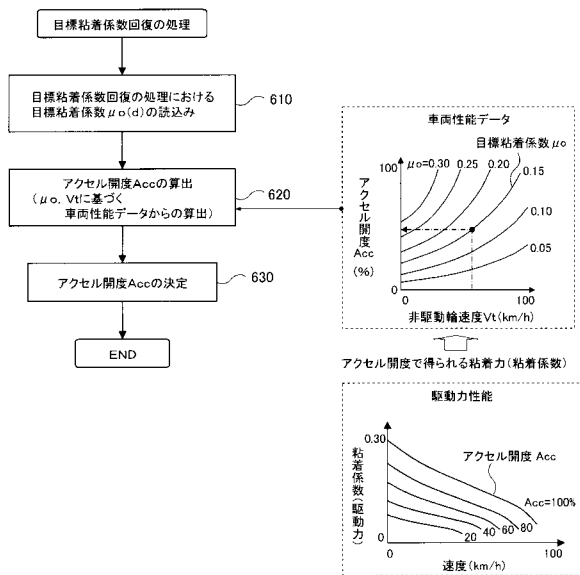 目標粘着係数回復の処理
目標粘着係数回復の処理における
目標粘着係数μo(d)の読込み
610
アクセル開度Accの算出
(μo, Vtに基づく
車両性能データからの算出)
620
アクセル開度Accの決定
630
END
車両性能データ
目標粘着係数μo
μo=0.30
0.25
0.20
0.15
0.10
0.05
100
アクセル開度
Acc
(%)
0
0
100
非駆動輪速度Vt(km/h)
アクセル開度で得られる粘着力(粘着係数)
駆動力性能
0.30
粘着係数(駆動力)
アクセル開度 Acc
Acc=100%
80
60
40
20
0
0
100
速度(km/h)